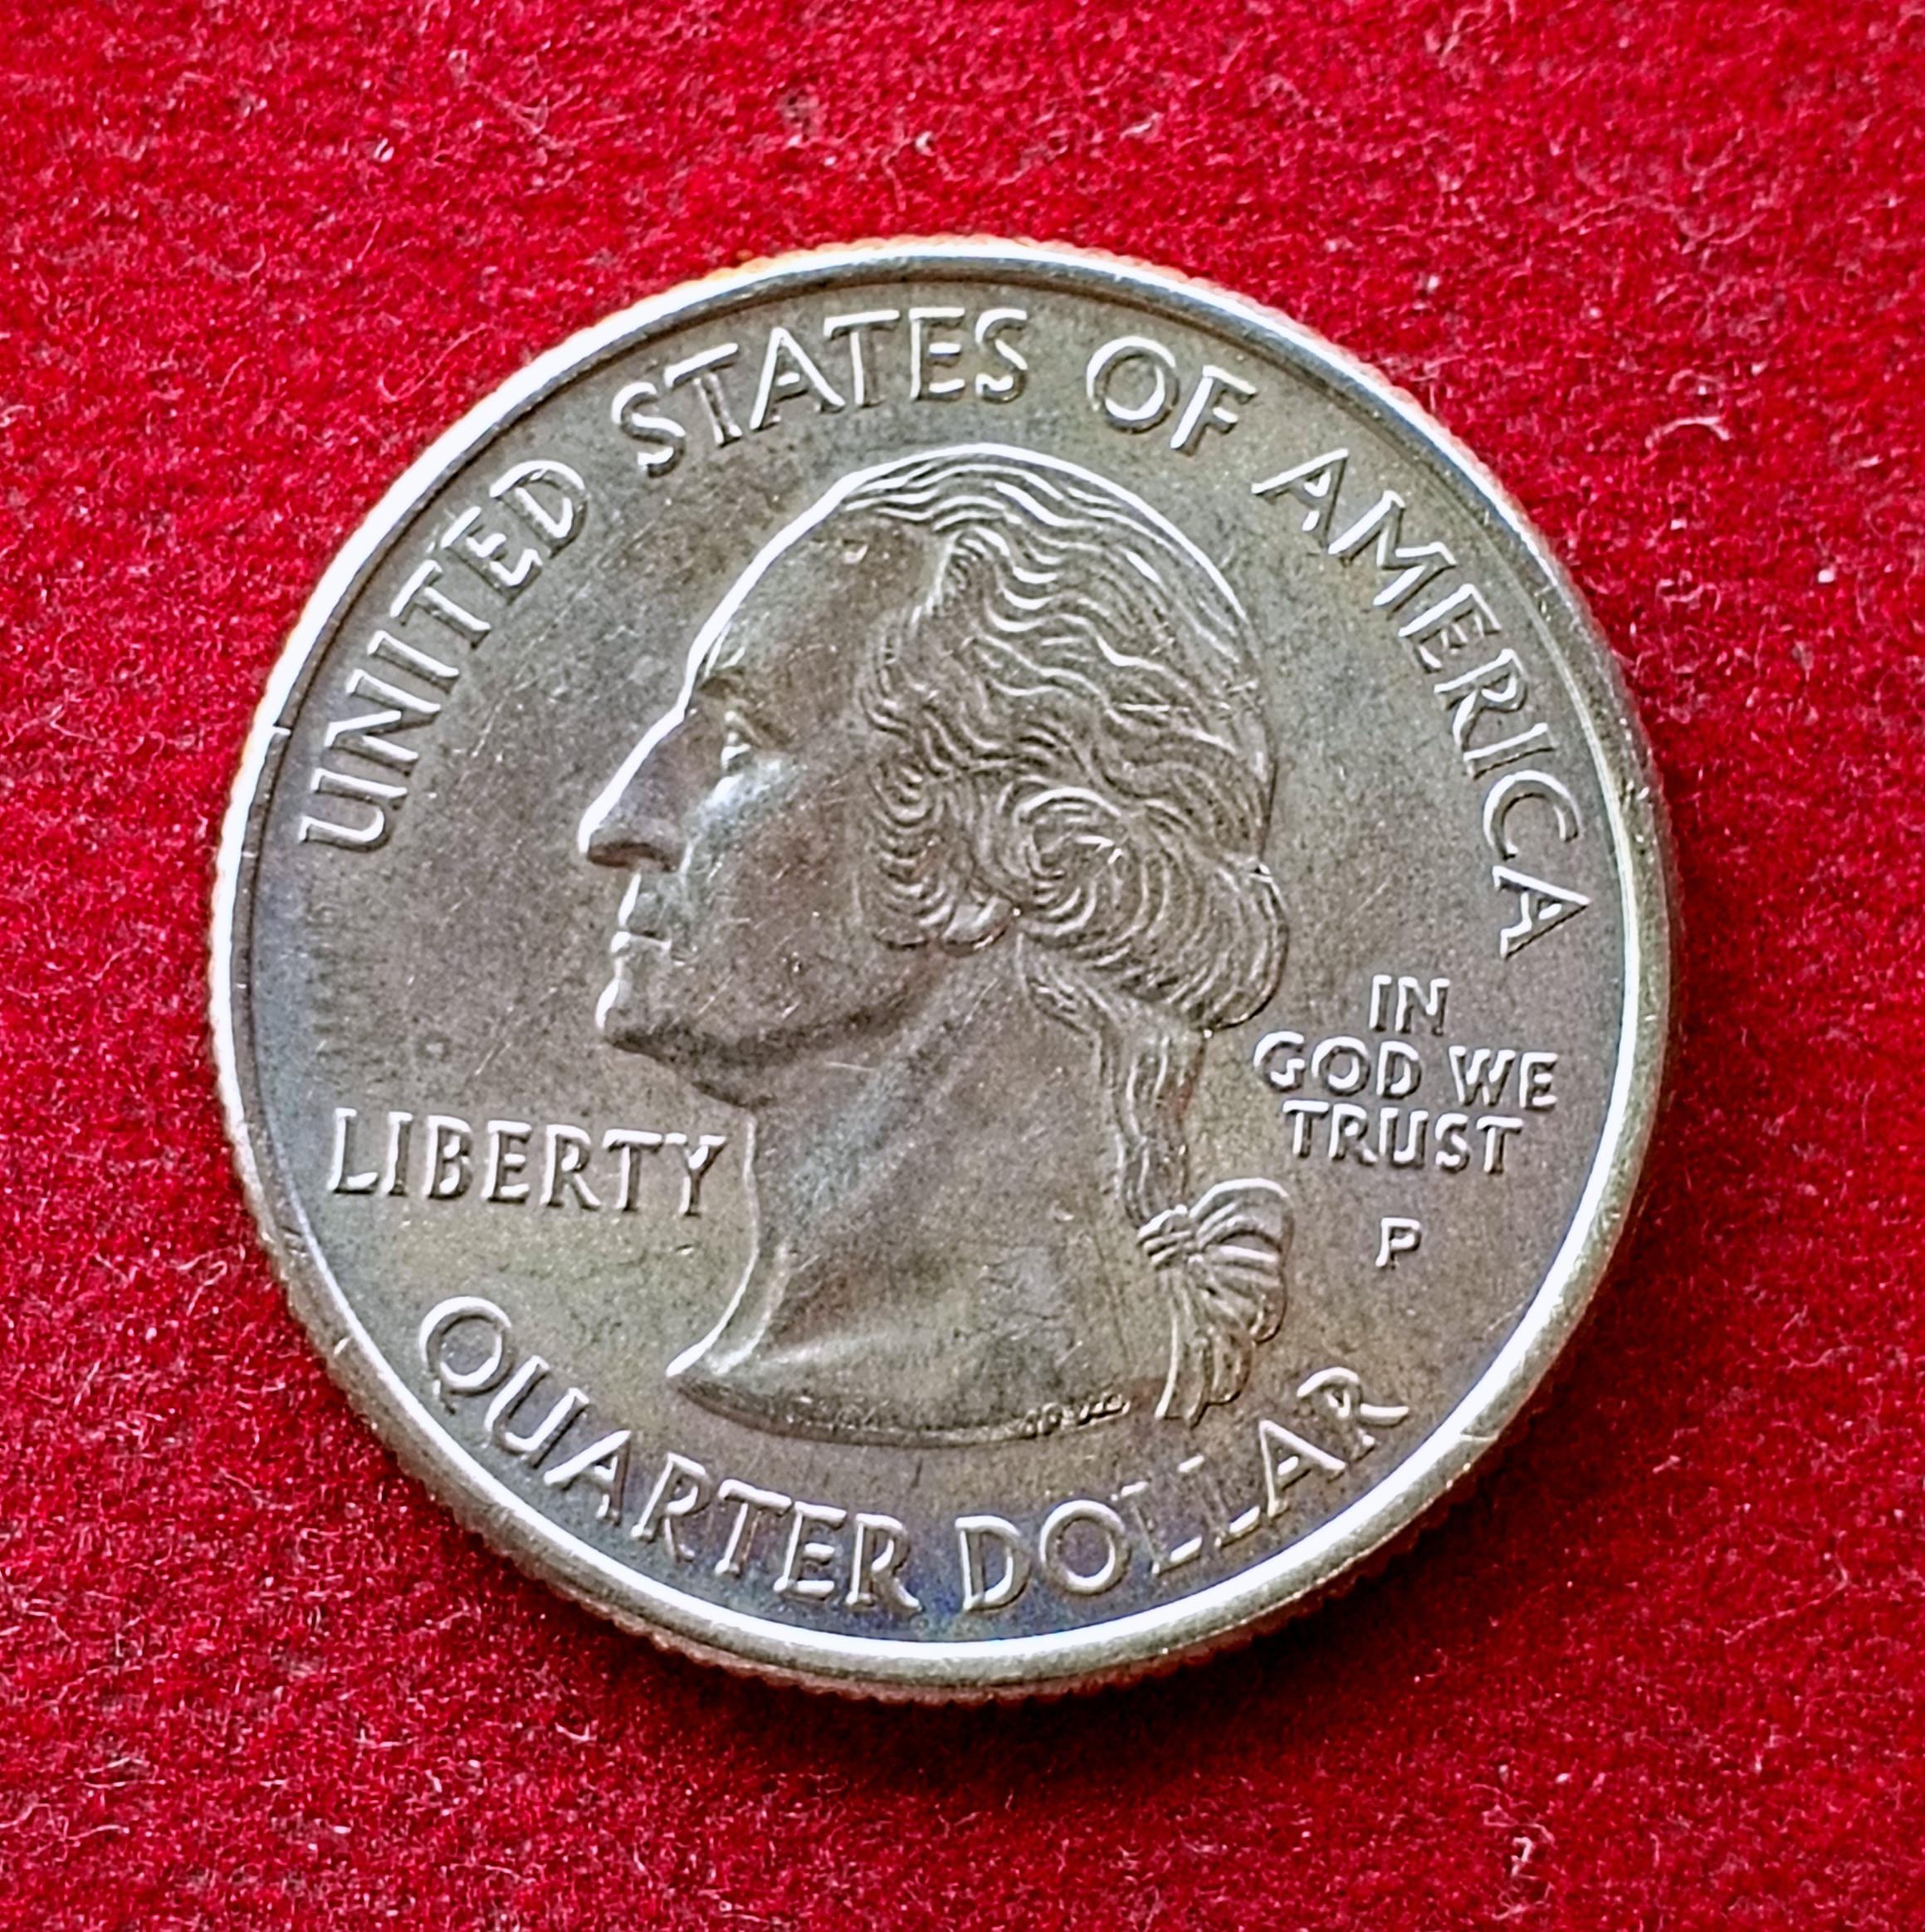 UNITED STATES OF AMERICA
LIBERTY
IN
GOD WE
TRUST
P
QUARTER DOLLAR